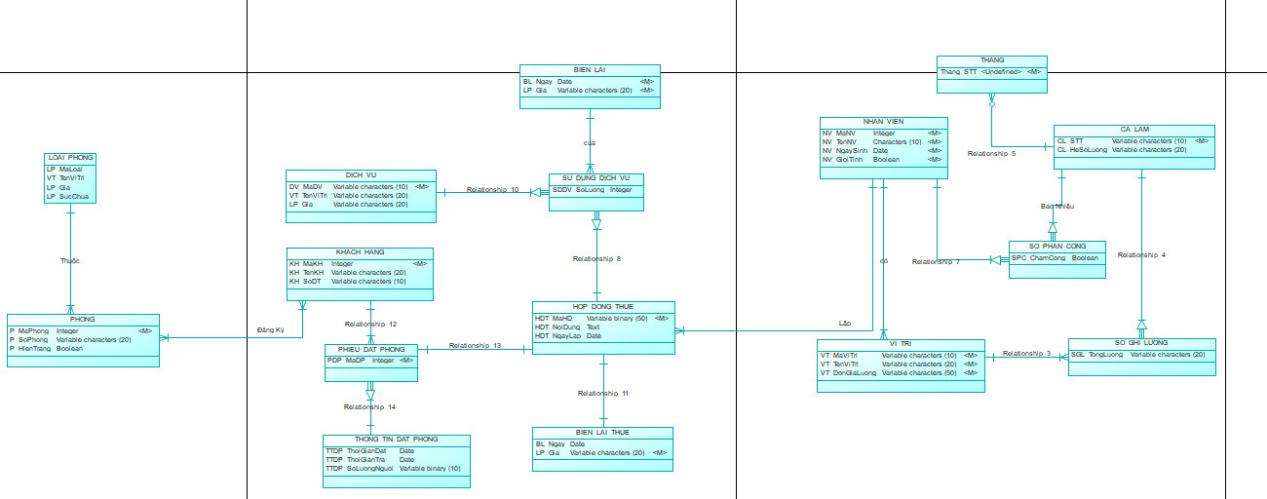 THANG
Thang STT <Undefined> <M>
BIEN LAI
BL Ngay Date <M>
LP Gia Variable characters (20) <M>
NHAN VIEN
NV MaNV Integer <M>
NV TenNV Characters (10) <M>
NV NgaySinh Date <M>
NV GioiTinh Boolean <M>
CA LAM
CL STT Variable characters (10) <M>
CL HeSoLuong Variable characters (20)
của
Relationship 5
LOAI PHONG
LP MaLoai
VT TenViTri
LP Gia
LP SucChua
DICH VU
DV MaDV Variable characters (10) <M>
VT TenViTri Variable characters (20)
LP Gia Variable characters (20)
Relationship 10
SU DUNG DICH VU
SDDV SoLuong Integer
Bao Nhiêu
SO PHAN CONG
SPC ChamCong Boolean
Relationship 4
Thuộc
KHACH HANG
KH MaKH Integer <M>
KH TenKH Variable characters (20)
KH SoDT Variable characters (10)
Relationship 8
có
Relationship 7
HOP DONG THUE
HDT MaHD Variable binary (50) <M>
HDT NoiDung Text
HDT NgayLap Date
PHONG
P MaPhong Integer <M>
P SoPhong Variable characters (20)
P HienTrang Boolean
Đăng Ký
Relationship 12
Lập
PHIEU DAT PHONG
PDP MaDP Integer <M>
Relationship 13
VI TRI
VT MaViTri Variable characters (10) <M>
VT TenViTri Variable characters (20) <M>
VT DonGiaLuong Variable characters (50) <M>
Relationship 3
SO GHI LUONG
SGL TongLuong Variable characters (20)
Relationship 11
Relationship 14
THONG TIN DAT PHONG
TTDP ThoiGianDat Date
TTDP ThoiGianTra Date
TTDP SoLuongNguoi Variable binary (10)
BIEN LAI THUE
BL Ngay Date
LP Gia Variable characters (20) <M>